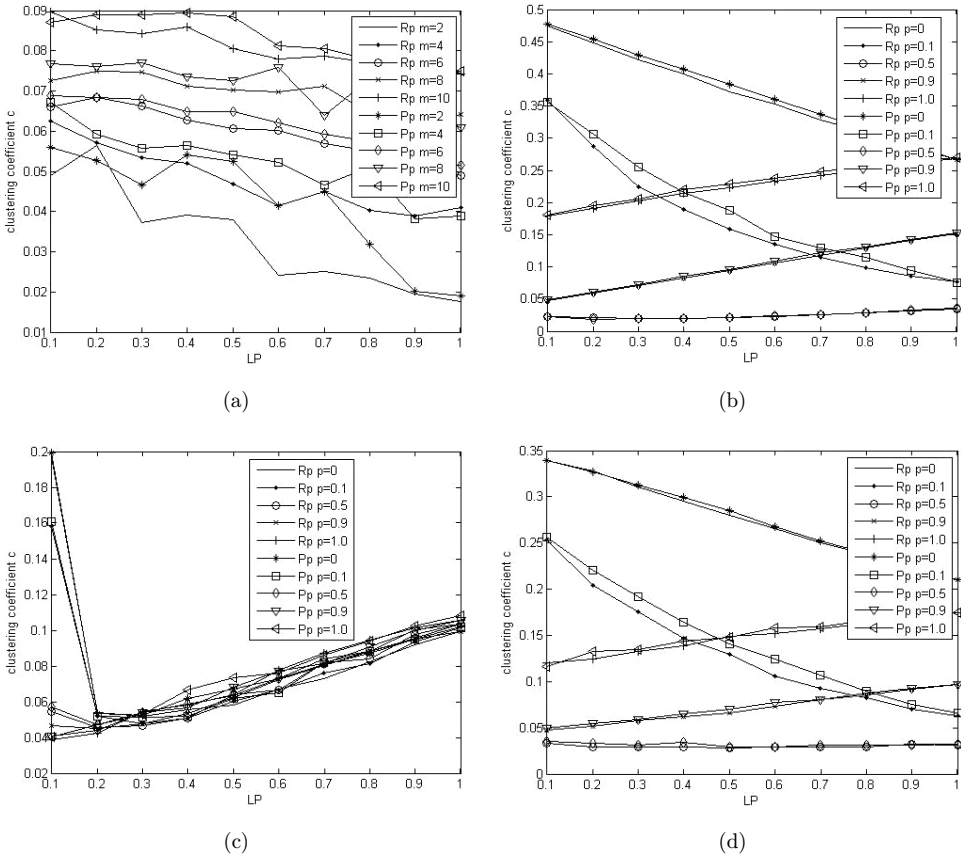 clustering coefficient c
0.09
0.08
0.07
0.06
0.05
0.04
0.03
0.02
0.01
0.1 0.2 0.3 0.4 0.5 0.6 0.7 0.8 0.9 1
LP
Rp m=2
Rp m=4
Rp m=6
Rp m=8
Rp m=10
Pp m=2
Pp m=4
Pp m=6
Pp m=8
Pp m=10
(a)
clustering coefficient c
0.5
0.45
0.4
0.35
0.3
0.25
0.2
0.15
0.1
0.05
0
0.1 0.2 0.3 0.4 0.5 0.6 0.7 0.8 0.9 1
LP
Rp p=0
Rp p=0.1
Rp p=0.5
Rp p=0.9
Rp p=1.0
Pp p=0
Pp p=0.1
Pp p=0.5
Pp p=0.9
Pp p=1.0
(b)
clustering coefficient c
0.2
0.18
0.16
0.14
0.12
0.1
0.08
0.06
0.04
0.02
0.1 0.2 0.3 0.4 0.5 0.6 0.7 0.8 0.9 1
LP
Rp p=0
Rp p=0.1
Rp p=0.5
Rp p=0.9
Rp p=1.0
Pp p=0
Pp p=0.1
Pp p=0.5
Pp p=0.9
Pp p=1.0
(c)
clustering coefficient c
0.35
0.3
0.25
0.2
0.15
0.1
0.05
0
0.1 0.2 0.3 0.4 0.5 0.6 0.7 0.8 0.9 1
LP
Rp p=0
Rp p=0.1
Rp p=0.5
Rp p=0.9
Rp p=1.0
Pp p=0
Pp p=0.1
Pp p=0.5
Pp p=0.9
Pp p=1.0
(d)